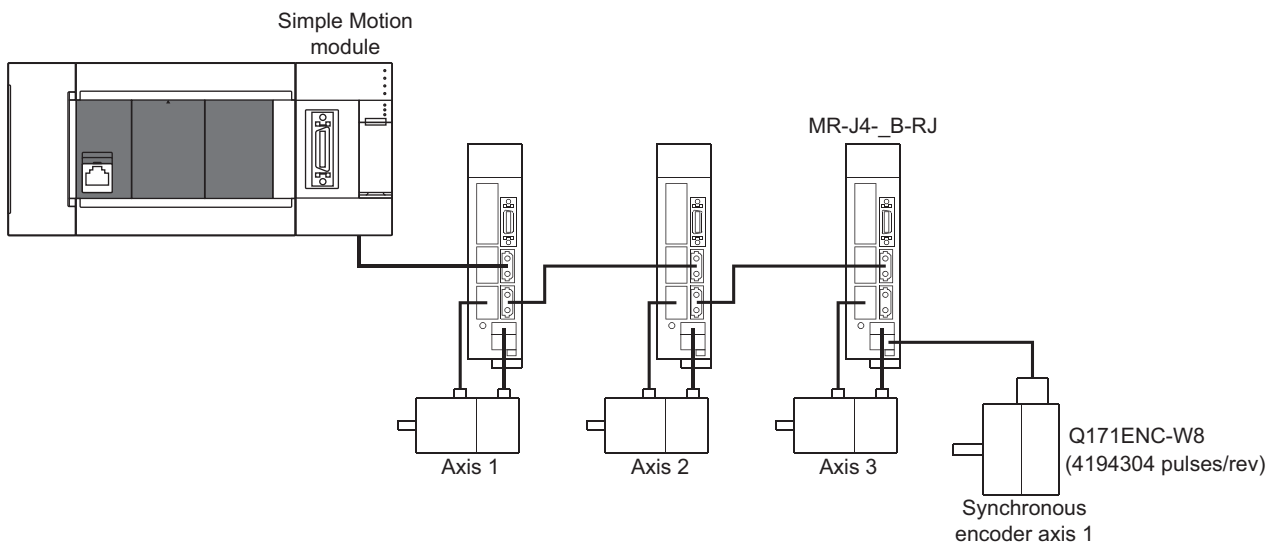 Simple Motion
module
MR-J4-_B-RJ
Axis 1
Axis 2
Axis 3
Q171ENC-W8
(4194304 pulses/rev)
Synchronous
encoder axis 1